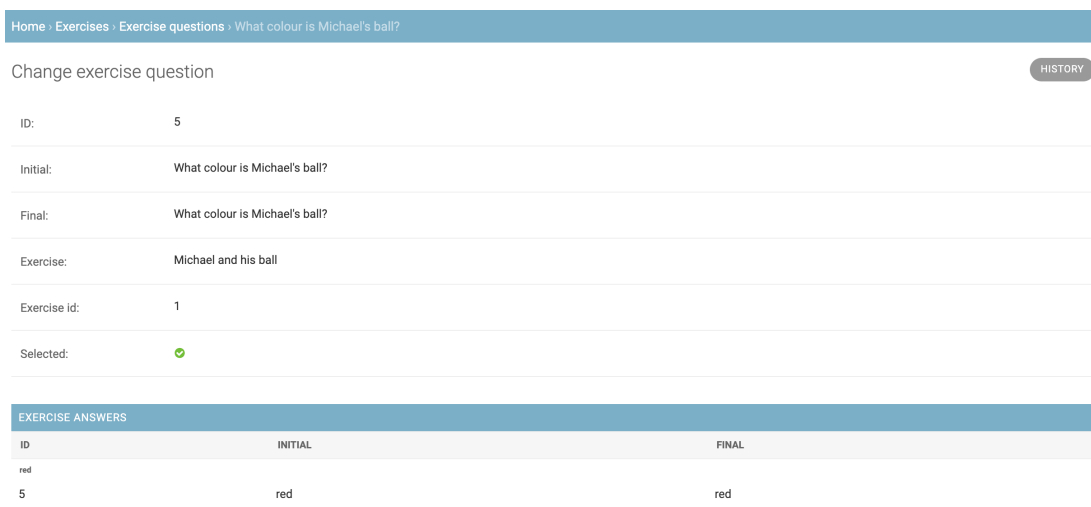 Home › Exercises › Exercise questions › What colour is Michael's ball?
Change exercise question
HISTORY
ID: 5
Initial: What colour is Michael's ball?
Final: What colour is Michael's ball?
Exercise: Michael and his ball
Exercise id: 1
Selected:
EXERCISE ANSWERS
ID INITIAL FINAL
red
5 red red